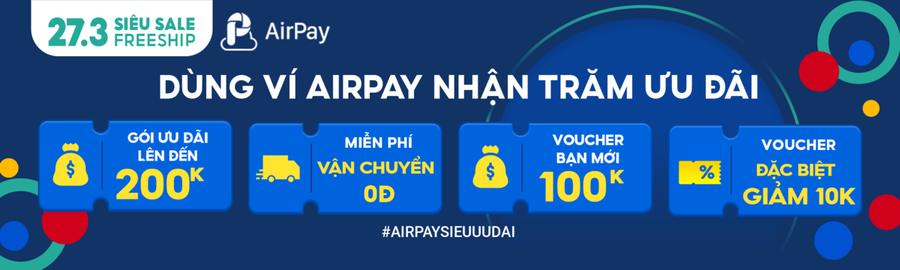 27.3 SIÊU SALE
FREESHIP
AirPay
DÙNG VÍ AIRPAY NHẬN TRĂM ƯU ĐÃI
GÓI ƯU ĐÃI
LÊN ĐẾN
200K
MIỄN PHÍ
VẬN CHUYỂN
0Đ
VOUCHER
BẠN MỚI
100K
VOUCHER
ĐẶC BIỆT
GIẢM 10K
#AIRPAYSIEUUUDAI